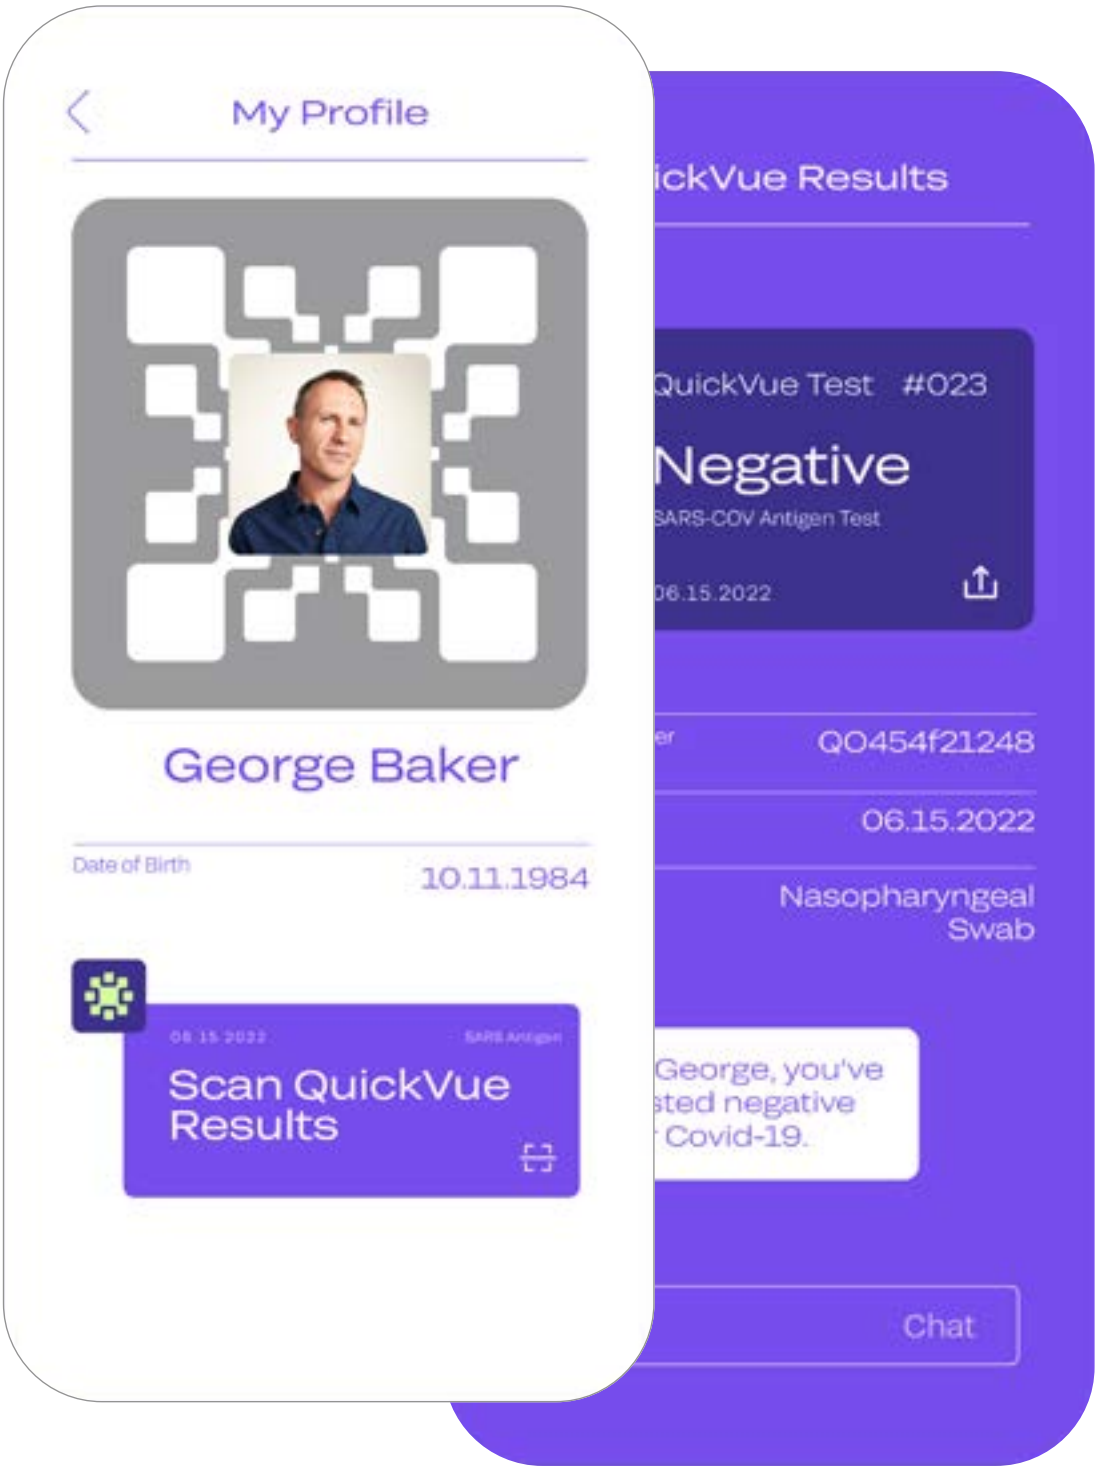 My Profile
George Baker
Date of Birth
10.11.1984
06.15.2022
SARS Antigen
Scan QuickVue
Results
ickVue Results
QuickVue Test #023
Negative
SARS-COV Antigen Test
06.15.2022
er
Q0454f21248
06.15.2022
Nasopharyngeal
Swab
George, you've
sted negative
Covid-19.
Chat